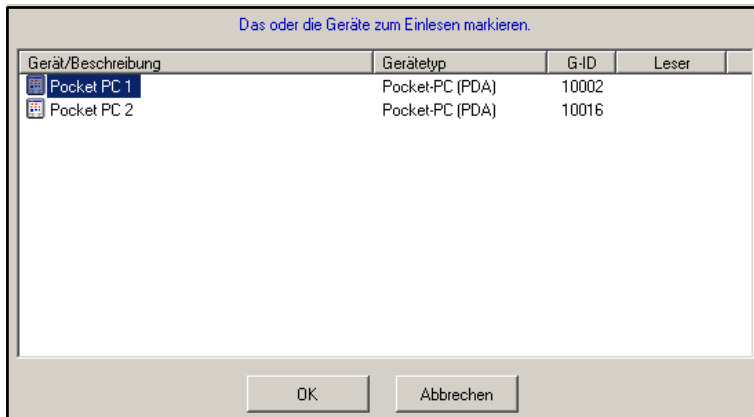 Das oder die Geräte zum Einlesen markieren.
Gerät/Beschreibung Gerätetyp G-ID Leser
Pocket PC 1 Pocket-PC (PDA) 10002
Pocket PC 2 Pocket-PC (PDA) 10016
OK Abbrechen